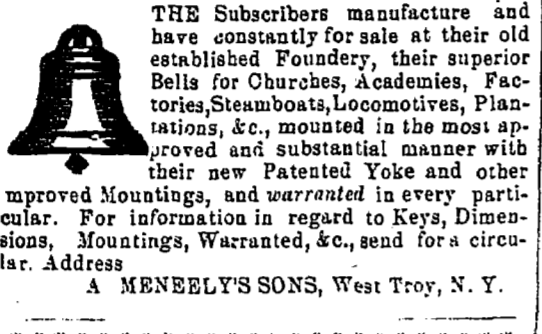 THE Subscribers manufacture and
have constantly for sale at their old
established Foundery, their superior
Bells for Churches, Academies, Fac-
tories,Steamboats,Locomotives, Plan-
tations, &c., mounted in the most ap-
proved and substantial manner with
their new Patented Yoke and other
mproved Mountings, and warranted in every parti-
cular. For information in regard to Keys, Dimen-
sions, Mountings, Warranted, &c., send for a circu-
lar. Address
A MENEELY'S SONS, West Troy, N. Y.